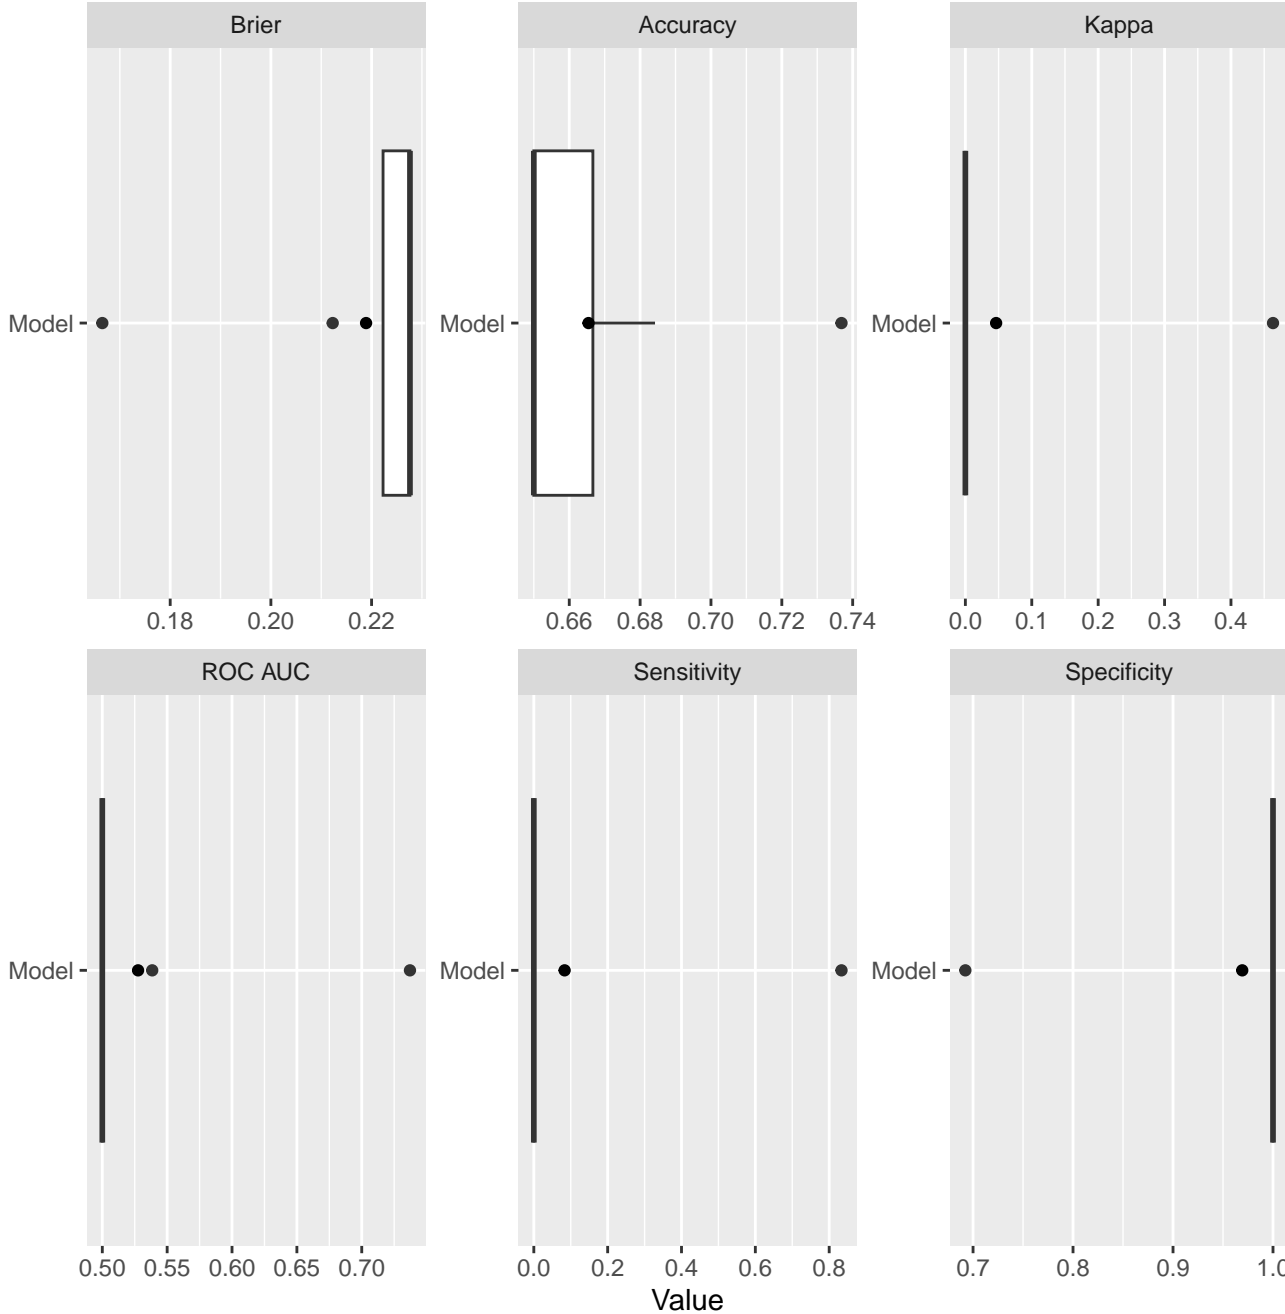 Brier Accuracy Kappa
Model Model Model
0.18 0.20 0.22 0.66 0.68 0.70 0.72 0.74 0.0 0.1 0.2 0.3 0.4
ROC AUC Sensitivity Specificity
Model Model Model
0.50 0.55 0.60 0.65 0.70 0.0 0.2 0.4 0.6 0.8 0.7 0.8 0.9 1.0
Value